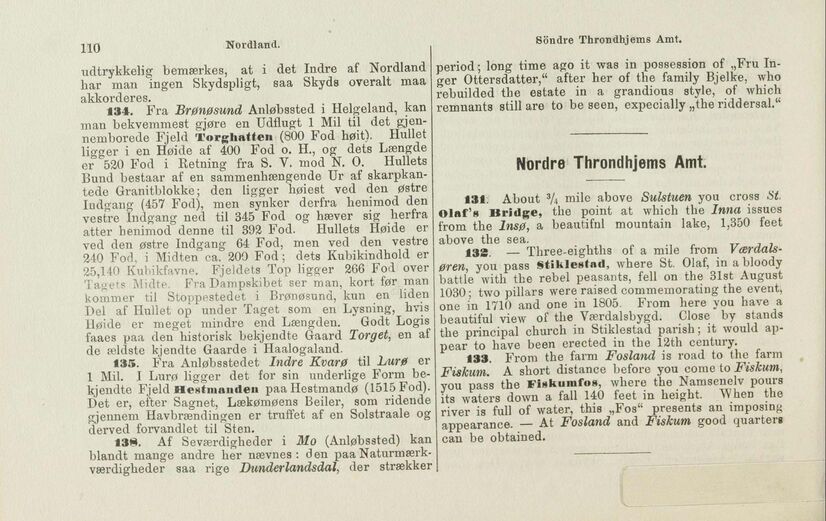 110
Nordland.
udtrykkelig bemærkes, at i det Indre af Nordland
har man ingen Skydspligt, saa Skyds overalt maa
akkorderes.
134. Fra Brønøsund Anløbssted i Helgeland, kan
man bekvemmest gjøre en Udflugt 1 Mil til det gjen-
nemborede Fjeld Torghatten (800 Fod høit). Hullet
ligger i en Høide af 400 Fod o. H., og dets Længde
er 520 Fod i Retning fra S. V. mod N. O. Hullets
Bund bestaar af en sammenhængende Ur af skarpkan-
tede Granitblokke; den ligger høiest ved den østre
Indgang (457 Fod), men synker derfra henimod den
vestre Indgang ned til 345 Fod og hæver sig herfra
atter henimod denne til 392 Fod. Hullets Høide er
ved den østre Indgang 64 Fod, men ved den vestre
240 Fod, i Midten ca. 209 Fod; dets Kubikindhold er
25,140 Kubikfavne. Fjeldets Top ligger 266 Fod over
Tagets Midte. Fra Dampskibet ser man, kort før man
kommer til Stoppestedet i Brønøsund, kun en liden
Del af Hullet op under Taget som en Lysning, hvis
Høide er meget mindre end Længden. Godt Logis
faaes paa den historisk bekjendte Gaard Torget, en af
de ældste kjendte Gaarde i Haalogaland.
135. Fra Anløbsstedet Indre Kvarø til Lurø er
1 Mil. I Lurø ligger det for sin underlige Form be-
kjendte Fjeld Hestmanden paa Hestmandø (1515 Fod).
Det er, efter Sagnet, Lækømøens Beiler, som ridende
gjennem Havbrændingen er truffet af en Solstraale og
derved forvandlet til Sten.
138. Af Seværdigheder i Mo (Anløbssted) kan
blandt mange andre her nævnes: den paa Naturmærk-
værdigheder saa rige Dunderlandsdal, der strækker
Söndre Throndhjems Amt.
period; long time ago it was in possession of „Fru In-
ger Ottersdatter,“ after her of the family Bjelke, who
rebuilded the estate in a grandious style, of which
remnants still are to be seen, expecially „the riddersal.“
Nordre Throndhjems Amt.
131. About 3/4 mile above Sulstuen you cross St.
Olaf's Bridge, the point at which the Inna issues
from the Insø, a beautifnl mountain lake, 1,350 feet
above the sea.
132. — Three-eighths of a mile from Værdals-
øren, you pass Stiklestad, where St. Olaf, in a bloody
battle with the rebel peasants, fell on the 31st August
1030; two pillars were raised commemorating the event,
one in 1710 and one in 1805. From here you have a
beautiful view of the Værdalsbygd. Close by stands
the principal church in Stiklestad parish; it would ap-
pear to have been erected in the 12th century.
133. From the farm Fosland is road to the farm
Fiskum. A short distance before you come to Fiskum,
you pass the Fiskumfos, where the Namsenelv pours
its waters down a fall 140 feet in height. When the
river is full of water, this „Fos“ presents an imposing
appearance. — At Fosland and Fiskum good quarters
can be obtained.